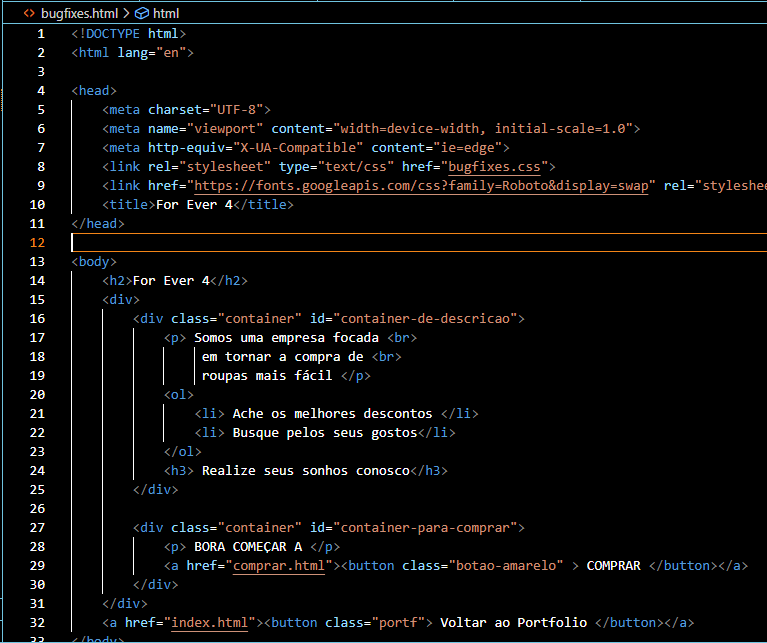 bugfixes.html > html
1 <!DOCTYPE html>
2 <html lang="en">
3
4 <head>
5 <meta charset="UTF-8">
6 <meta name="viewport" content="width=device-width, initial-scale=1.0">
7 <meta http-equiv="X-UA-Compatible" content="ie=edge">
8 <link rel="stylesheet" type="text/css" href="bugfixes.css">
9 <link href="https://fonts.googleapis.com/css?family=Roboto&display=swap" rel="styleshee
10 <title>For Ever 4</title>
11 </head>
12
13 <body>
14 <h2>For Ever 4</h2>
15 <div>
16 <div class="container" id="container-de-descricao">
17 <p> Somos uma empresa focada <br>
18 em tornar a compra de <br>
19 roupas mais fácil </p>
20 <ol>
21 <li> Ache os melhores descontos </li>
22 <li> Busque pelos seus gostos</li>
23 </ol>
24 <h3> Realize seus sonhos conosco</h3>
25 </div>
26
27 <div class="container" id="container-para-comprar">
28 <p> BORA COMEÇAR A </p>
29 <a href="comprar.html"><button class="botao-amarelo" > COMPRAR </button></a>
30 </div>
31 </div>
32 <a href="index.html"><button class="portf"> Voltar ao Portfolio </button></a>
33 </body>